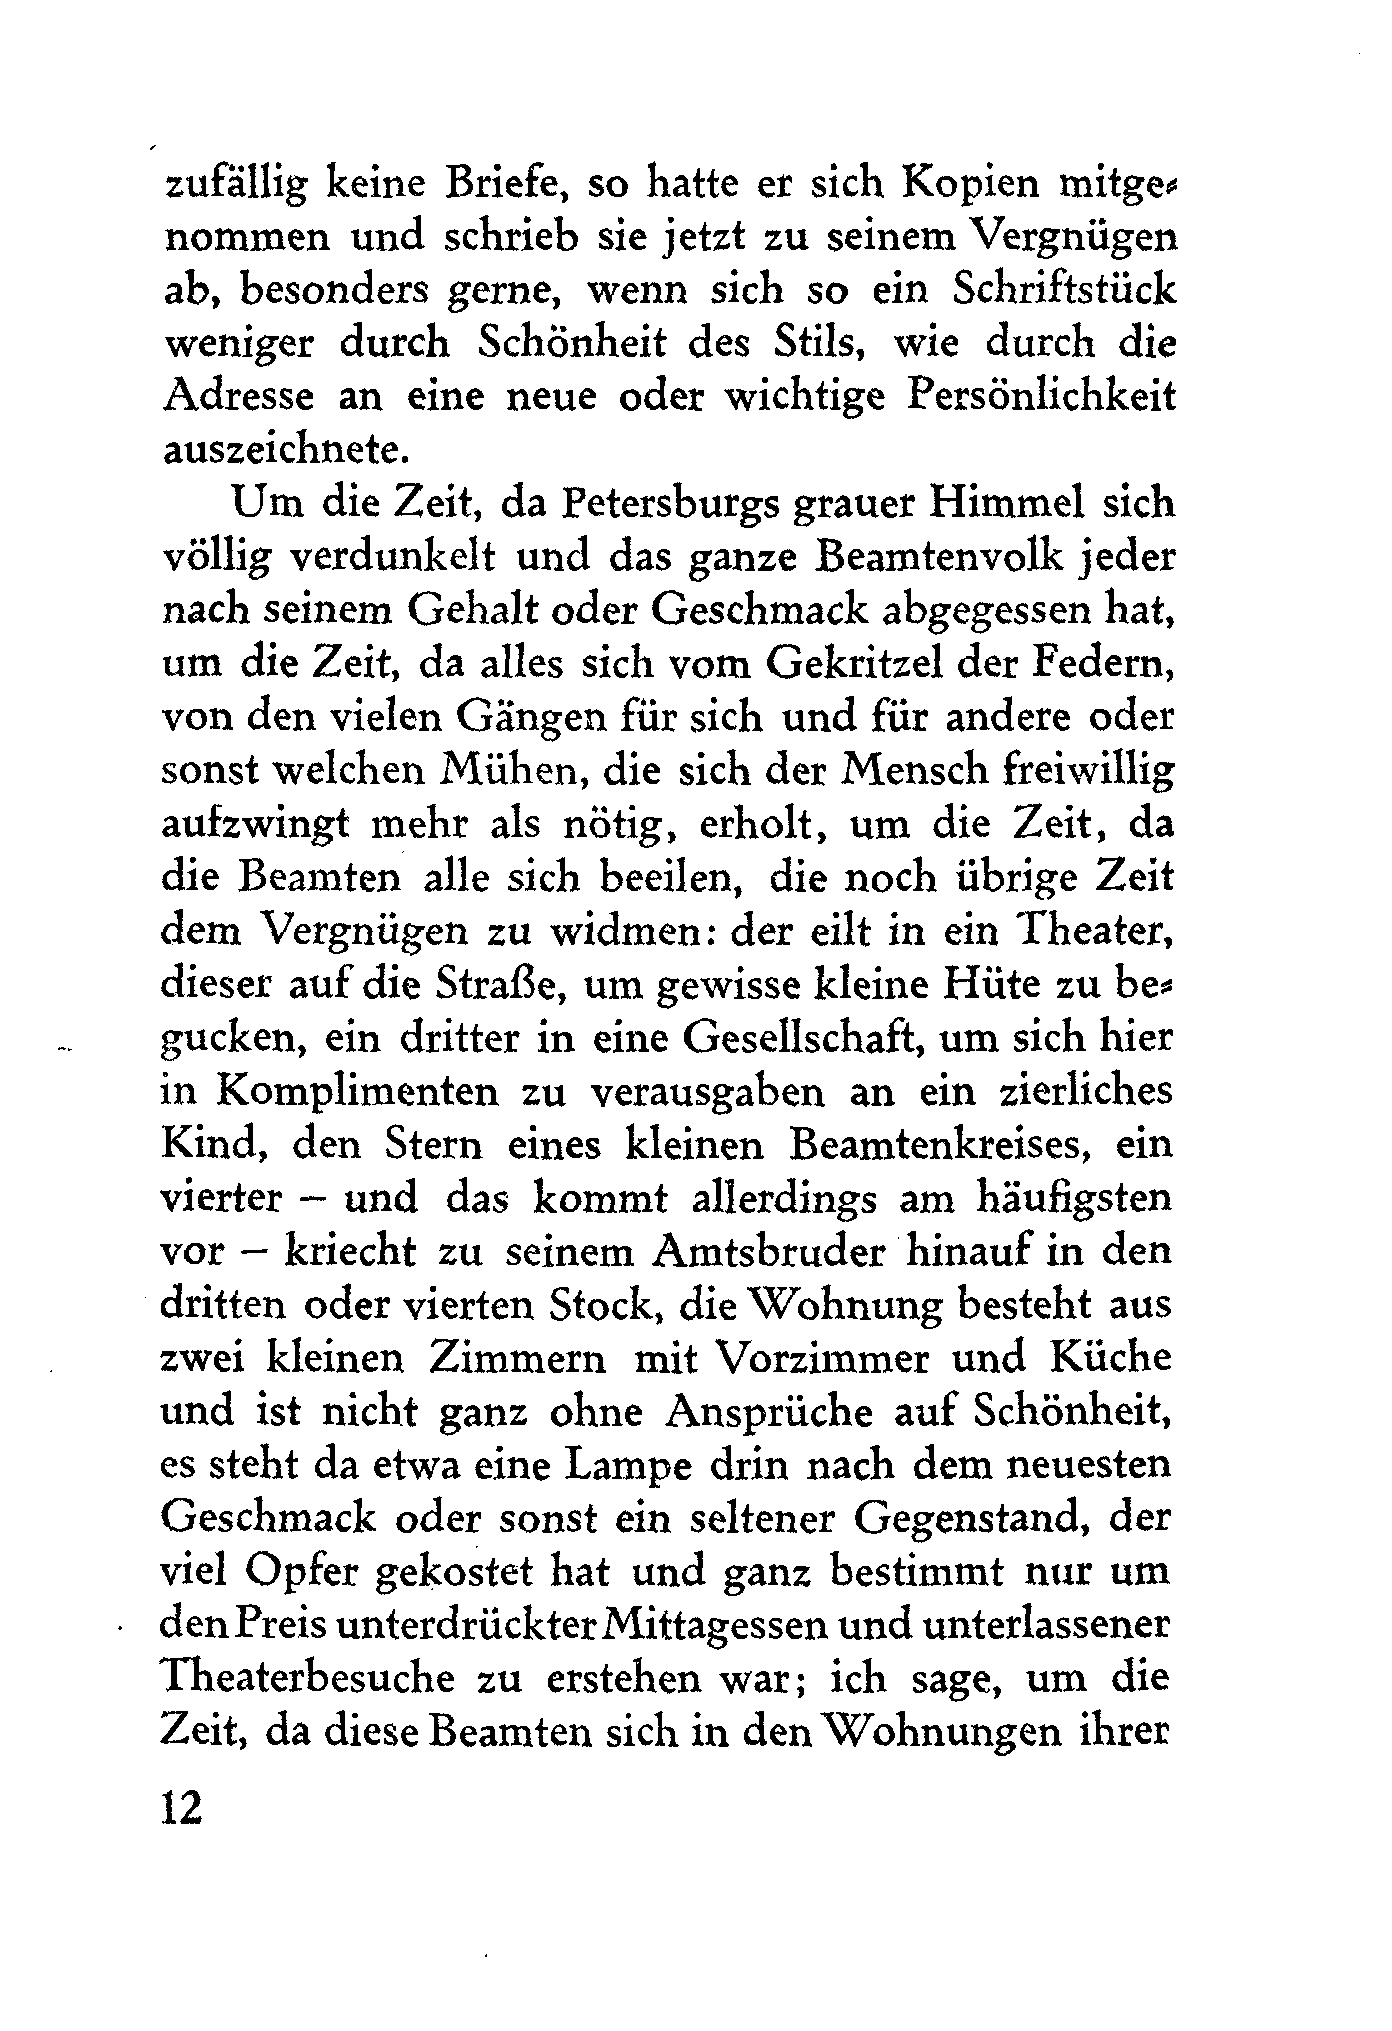 zufällig keine Briefe, so hatte er sich Kopien mitge⸗
nommen und schrieb sie jetzt zu seinem Vergnügen
ab, besonders gerne, wenn sich so ein Schriftstück
weniger durch Schönheit des Stils, wie durch die
Adresse an eine neue oder wichtige Persönlichkeit
auszeichnete.
Um die Zeit, da Petersburgs grauer Himmel sich
völlig verdunkelt und das ganze Beamtenvolk jeder
nach seinem Gehalt oder Geschmack abgegessen hat,
um die Zeit, da alles sich vom Gekritzel der Federn,
von den vielen Gängen für sich und für andere oder
sonst welchen Mühen, die sich der Mensch freiwillig
aufzwingt mehr als nötig, erholt, um die Zeit, da
die Beamten alle sich beeilen, die noch übrige Zeit
dem Vergnügen zu widmen: der eilt in ein Theater,
dieser auf die Straße, um gewisse kleine Hüte zu be⸗
gucken, ein dritter in eine Gesellschaft, um sich hier
in Komplimenten zu verausgaben an ein zierliches
Kind, den Stern eines kleinen Beamtenkreises, ein
vierter – und das kommt allerdings am häufigsten
vor – kriecht zu seinem Amtsbruder hinauf in den
dritten oder vierten Stock, die Wohnung besteht aus
zwei kleinen Zimmern mit Vorzimmer und Küche
und ist nicht ganz ohne Ansprüche auf Schönheit,
es steht da etwa eine Lampe drin nach dem neuesten
Geschmack oder sonst ein seltener Gegenstand, der
viel Opfer gekostet hat und ganz bestimmt nur um
den Preis unterdrückter Mittagessen und unterlassener
Theaterbesuche zu erstehen war; ich sage, um die
Zeit, da diese Beamten sich in den Wohnungen ihrer
12